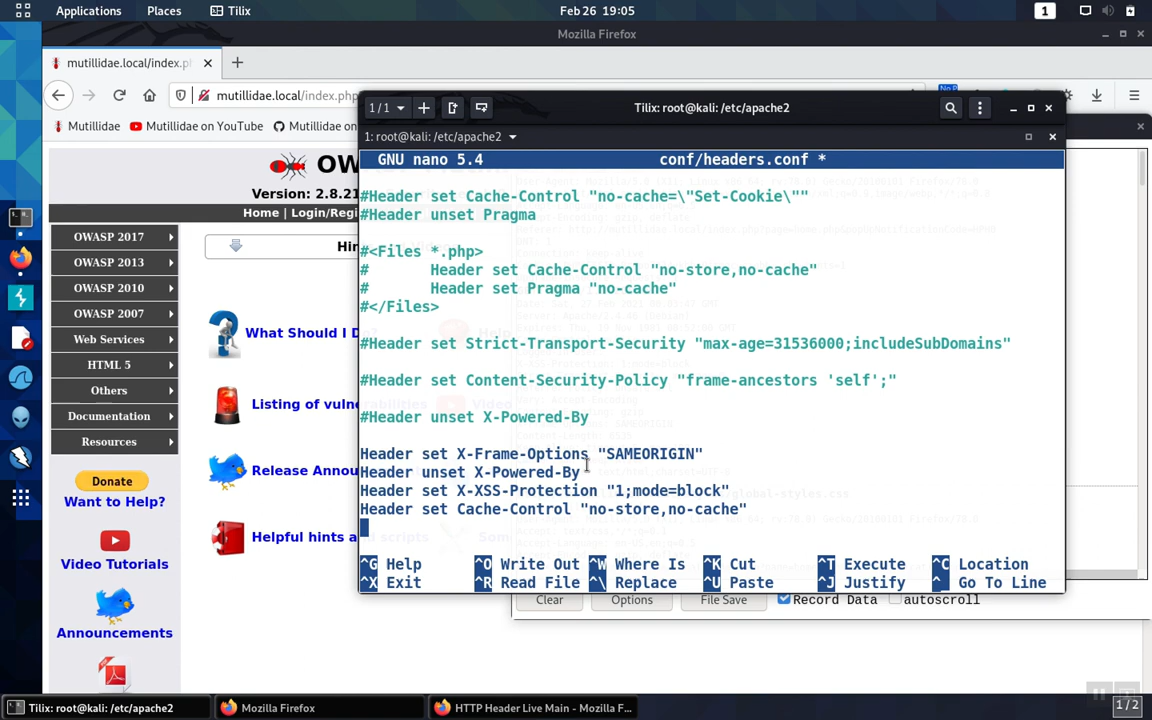 Applications Places Tilix Feb 26 19:05 1
Mozilla Firefox
mutillidae.local/index.p
mutillidae.local/index.php
Mutillidae Mutillidae on YouTube Mutillidae on
1/1 Tilix: root@kali: /etc/apache2
1: root@kali: /etc/apache2
GNU nano 5.4 conf/headers.conf *
#Header set Cache-Control "no-cache=\"Set-Cookie\""
#Header unset Pragma
#<Files *.php>
# Header set Cache-Control "no-store,no-cache"
# Header set Pragma "no-cache"
#</Files>
#Header set Strict-Transport-Security "max-age=31536000;includeSubDomains"
#Header set Content-Security-Policy "frame-ancestors 'self';"
#Header unset X-Powered-By
Header set X-Frame-Options "SAMEORIGIN"
Header unset X-Powered-By
Header set X-XSS-Protection "1;mode=block"
Header set Cache-Control "no-store,no-cache"
^G Help ^O Write Out ^W Where Is ^K Cut ^T Execute ^C Location
^X Exit ^R Read File ^\ Replace ^U Paste ^J Justify ^_ Go To Line
OW
Version: 2.8.21
Home | Login/Regi
Hin
OWASP 2017
OWASP 2013
OWASP 2010
OWASP 2007
Web Services
HTML 5
Others
Documentation
Resources
Donate
Want to Help?
Video Tutorials
Announcements
What Should I D
Listing of vuln
Release Annou
Helpful hints a
Clear Options File Save Record Data autoscroll
Tilix: root@kali: /etc/apache2 Mozilla Firefox HTTP Header Live Main - Mozilla F... 1/2